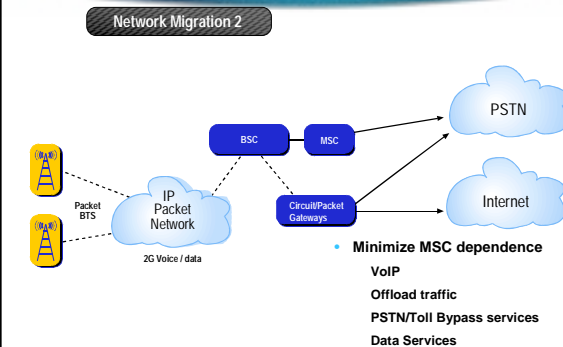 Network Migration 2
PSTN
BSC
MSC
IP
Packet
Network
Packet
BTS
Circuit/Packet
Gateways
Internet
2G Voice / data
• Minimize MSC dependence
VoIP
Offload traffic
PSTN/Toll Bypass services
Data Services